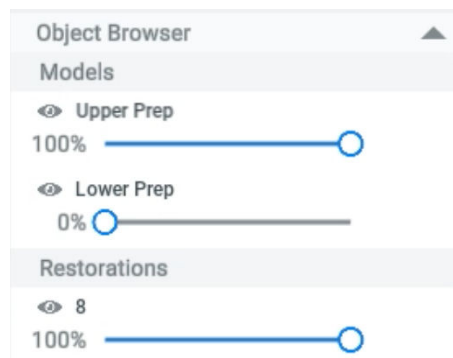 Object Browser
Models
Upper Prep
100%
Lower Prep
0%
Restorations
8
100%